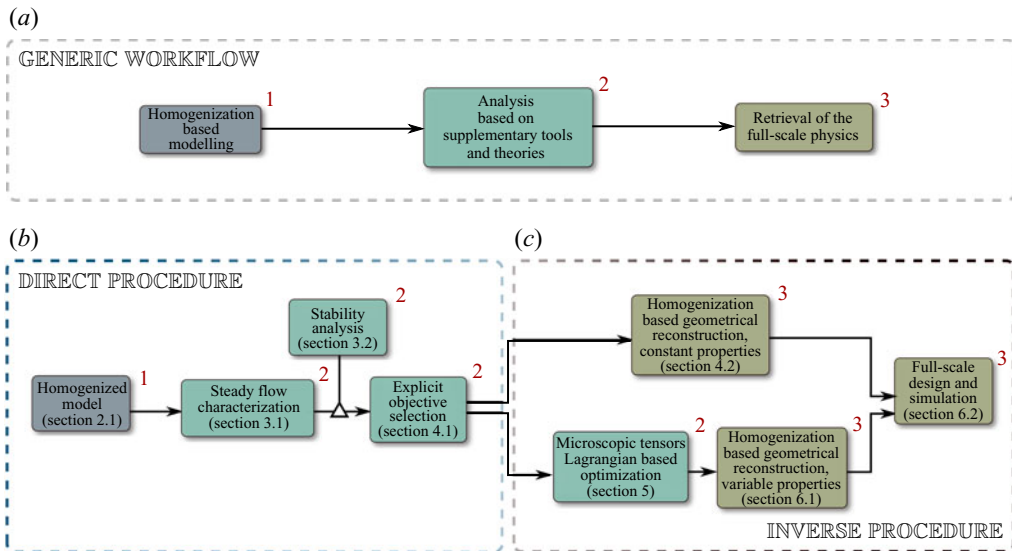 (a)
GENERIC WORKFLOW
1
Homogenization
based
modelling
2
Analysis
based on
supplementary tools
and theories
3
Retrieval of the
full-scale physics
(b)
DIRECT PROCEDURE
1
Homogenized
model
(section 2.1)
2
Steady flow
characterization
(section 3.1)
2
Stability
analysis
(section 3.2)
2
Explicit
objective
selection
(section 4.1)
(c)
3
Homogenization
based geometrical
reconstruction,
constant properties
(section 4.2)
2
Microscopic tensors
Lagrangian based
optimization
(section 5)
3
Homogenization
based geometrical
reconstruction,
variable properties
(section 6.1)
3
Full-scale
design and
simulation
(section 6.2)
INVERSE PROCEDURE